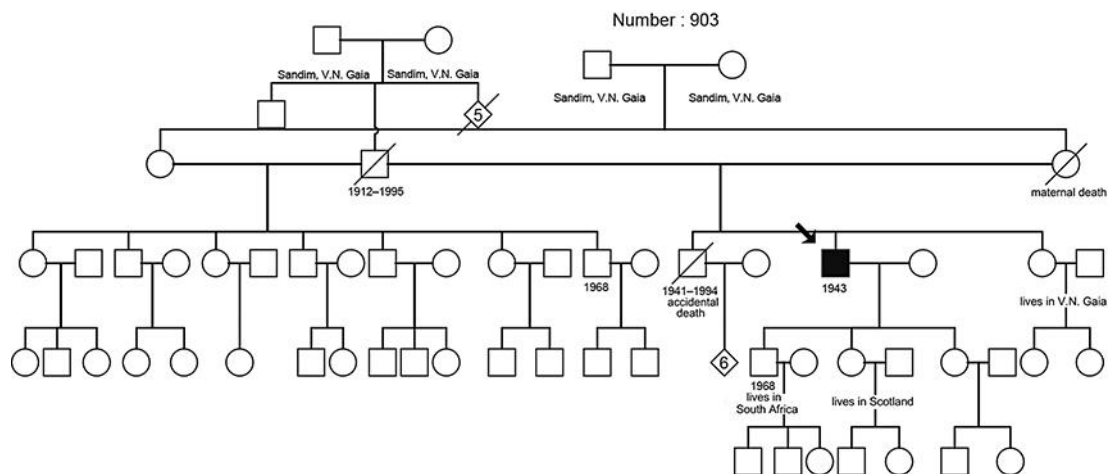 Number : 903
Sandim, V.N. Gaia
Sandim, V.N. Gaia
Sandim, V.N. Gaia
Sandim, V.N. Gaia
5
1912–1995
maternal death
1968
1941–1994
accidental
death
1943
lives in V.N. Gaia
6
1968
lives in
South Africa
lives in Scotland